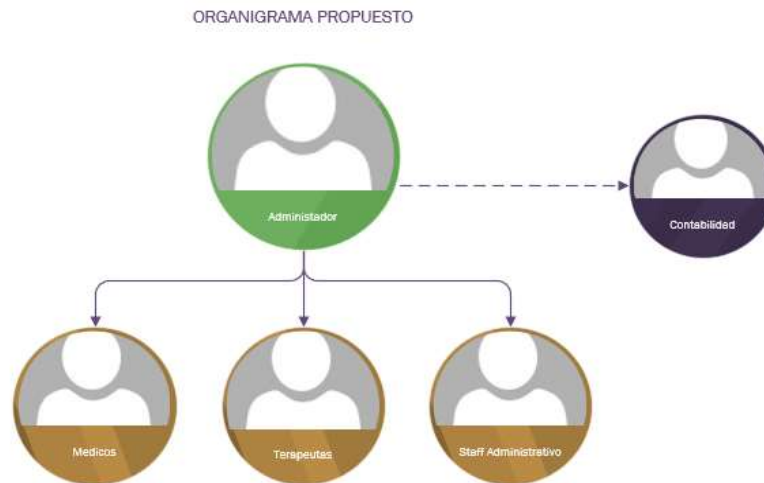 ORGANIGRAMA PROPUESTO
Administador
Contabilidad
Medicos
Terapeutas
Staff Administrativo